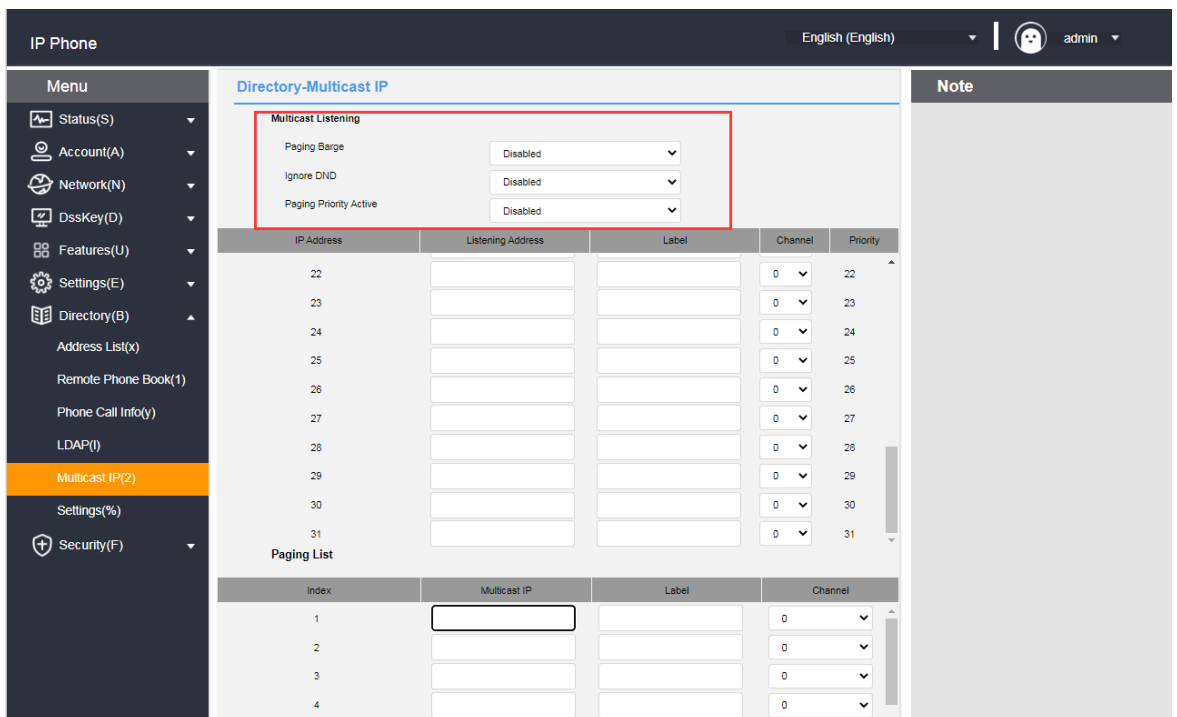 IP Phone
English (English)
admin
Menu
Status(S)
Account(A)
Network(N)
DssKey(D)
Features(U)
Settings(E)
Directory(B)
Address List(x)
Remote Phone Book(1)
Phone Call Info(y)
LDAP(l)
Multicast IP(2)
Settings(%)
Security(F)
Directory-Multicast IP
Multicast Listening
Paging Barge Disabled
Ignore DND Disabled
Paging Priority Active Disabled
IP Address Listening Address Label Channel Priority
22 0 22
23 0 23
24 0 24
25 0 25
26 0 26
27 0 27
28 0 28
29 0 29
30 0 30
31 0 31
Paging List
Index Multicast IP Label Channel
1 0
2 0
3 0
4 0
Note